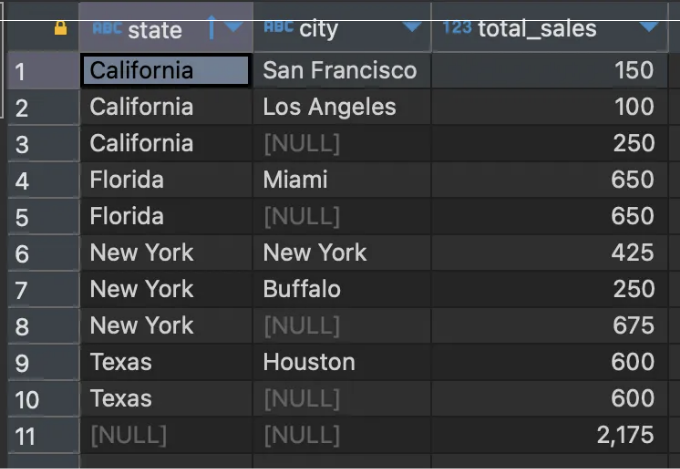 ABC state ABC city 123 total_sales
1 California San Francisco 150
2 California Los Angeles 100
3 California [NULL] 250
4 Florida Miami 650
5 Florida [NULL] 650
6 New York New York 425
7 New York Buffalo 250
8 New York [NULL] 675
9 Texas Houston 600
10 Texas [NULL] 600
11 [NULL] [NULL] 2,175